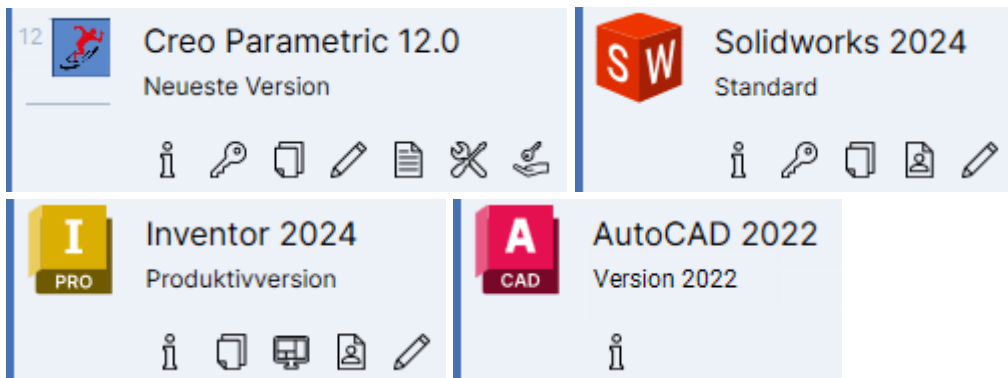 12
Creo Parametric 12.0
Neueste Version
SW
Solidworks 2024
Standard
I
PRO
Inventor 2024
Produktivversion
A
CAD
AutoCAD 2022
Version 2022